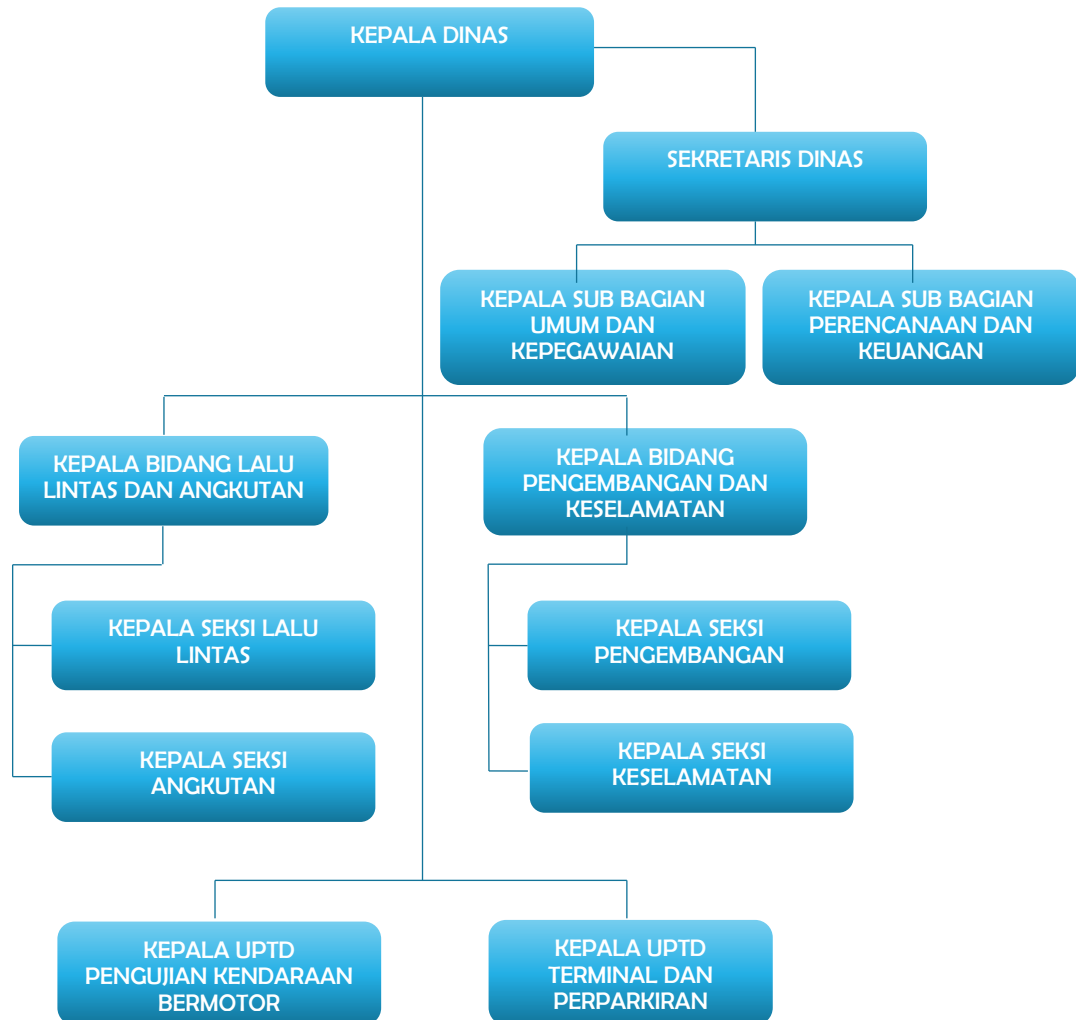 KEPALA DINAS
SEKRETARIS DINAS
KEPALA SUB BAGIAN
UMUM DAN
KEPEGAWAIAN
KEPALA SUB BAGIAN
PERENCANAAN DAN
KEUANGAN
KEPALA BIDANG LALU
LINTAS DAN ANGKUTAN
KEPALA BIDANG
PENGEMBANGAN DAN
KESELAMATAN
KEPALA SEKSI LALU
LINTAS
KEPALA SEKSI
PENGEMBANGAN
KEPALA SEKSI
ANGKUTAN
KEPALA SEKSI
KESELAMATAN
KEPALA UPTD
PENGUJIAN KENDARAAN
BERMOTOR
KEPALA UPTD
TERMINAL DAN
PERPARKIRAN